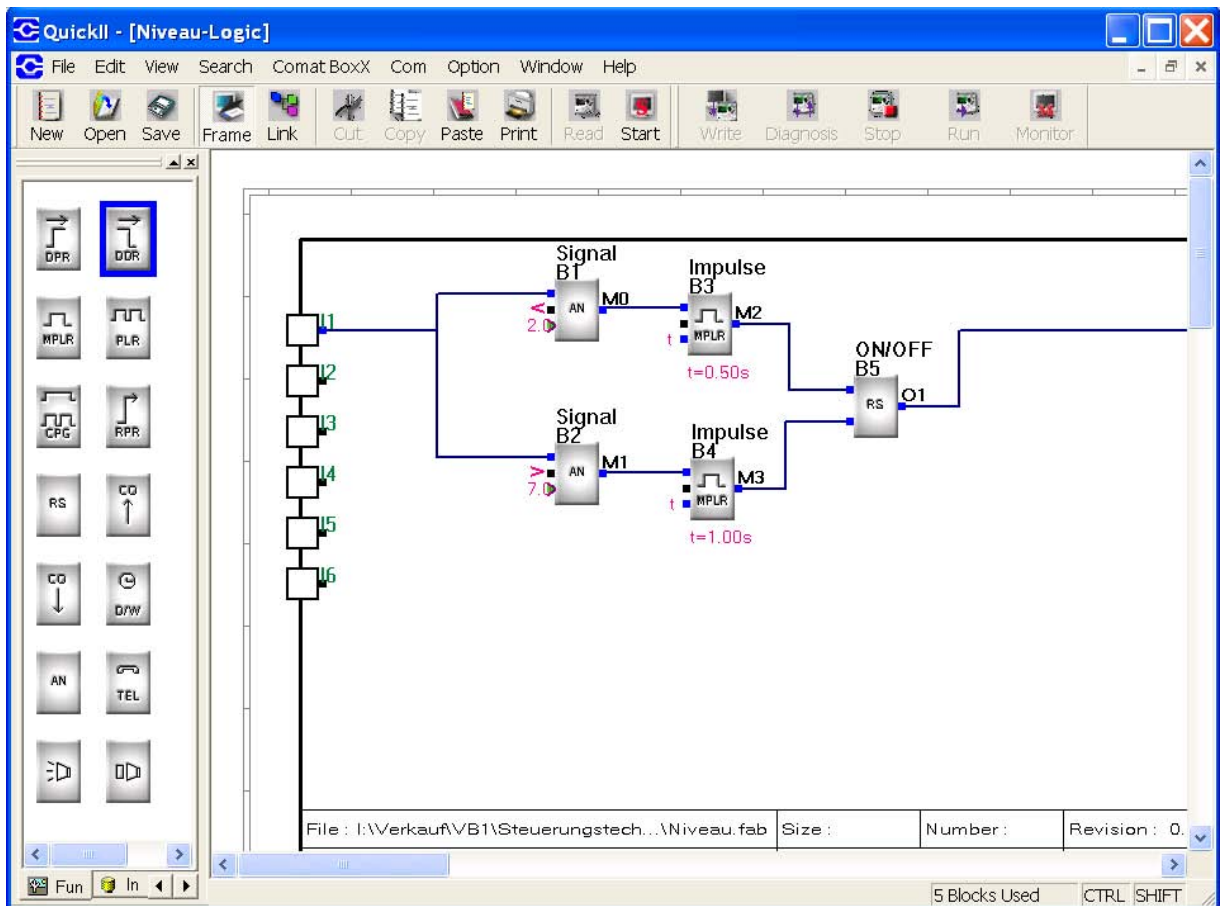 QuickII - [Niveau-Logic]
File Edit View Search Comat BoxX Com Option Window Help
New Open Save Frame Link Cut Copy Paste Print Read Start Write Diagnosis Stop Run Monitor
DPR DDR
MPLR PLR
CPG RPR
RS CO
CO D/W
AN TEL
I1
I2
I3
I4
I5
I6
Signal
B1
AN
M0
<
2.0
Impulse
B3
M2
MPLR
t
t=0.50s
Signal
B2
AN
M1
>
7.0
Impulse
B4
M3
MPLR
t
t=1.00s
ON/OFF
B5
RS
O1
File : I:\Verkauf\VB1\Steuerungstech...\Niveau.fab Size : Number : Revision : 0.
Fun In
5 Blocks Used CTRL SHIFT